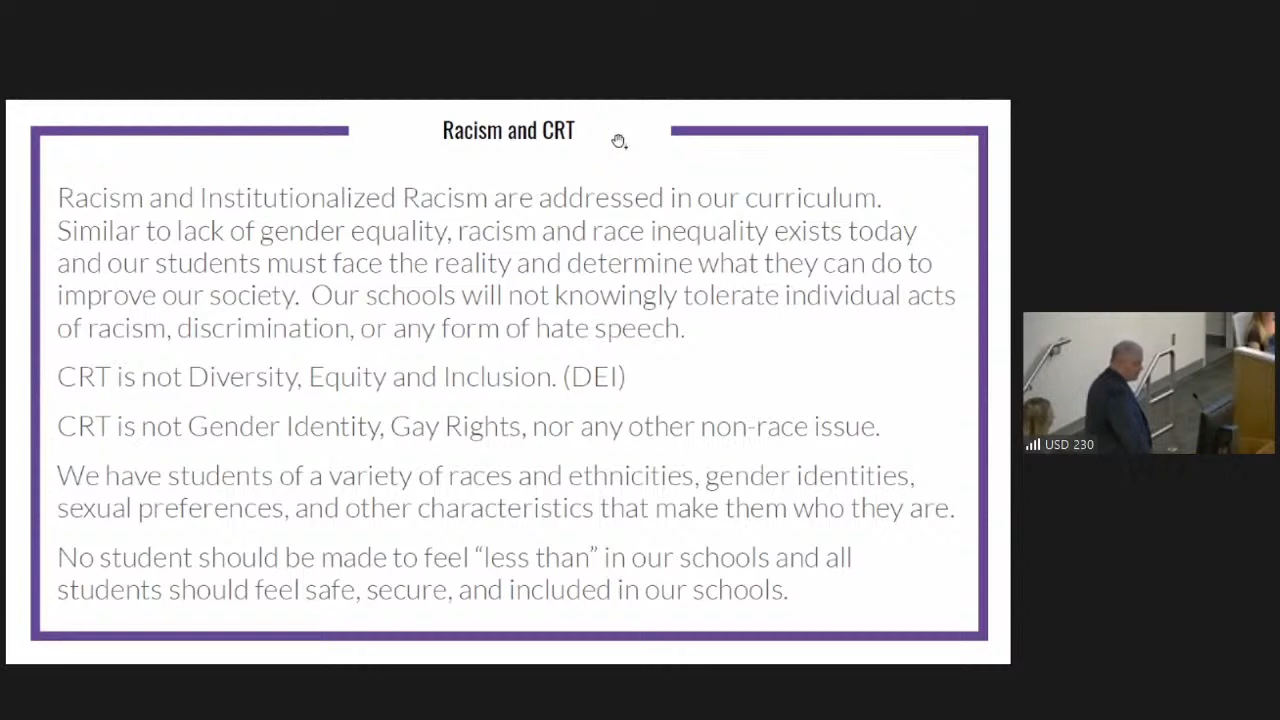 Racism and CRT
Racism and Institutionalized Racism are addressed in our curriculum.
Similar to lack of gender equality, racism and race inequality exists today
and our students must face the reality and determine what they can do to
improve our society.  Our schools will not knowingly tolerate individual acts
of racism, discrimination, or any form of hate speech.
CRT is not Diversity, Equity and Inclusion. (DEI)
CRT is not Gender Identity, Gay Rights, nor any other non-race issue.
We have students of a variety of races and ethnicities, gender identities,
sexual preferences, and other characteristics that make them who they are.
No student should be made to feel “less than” in our schools and all
students should feel safe, secure, and included in our schools.
USD 230